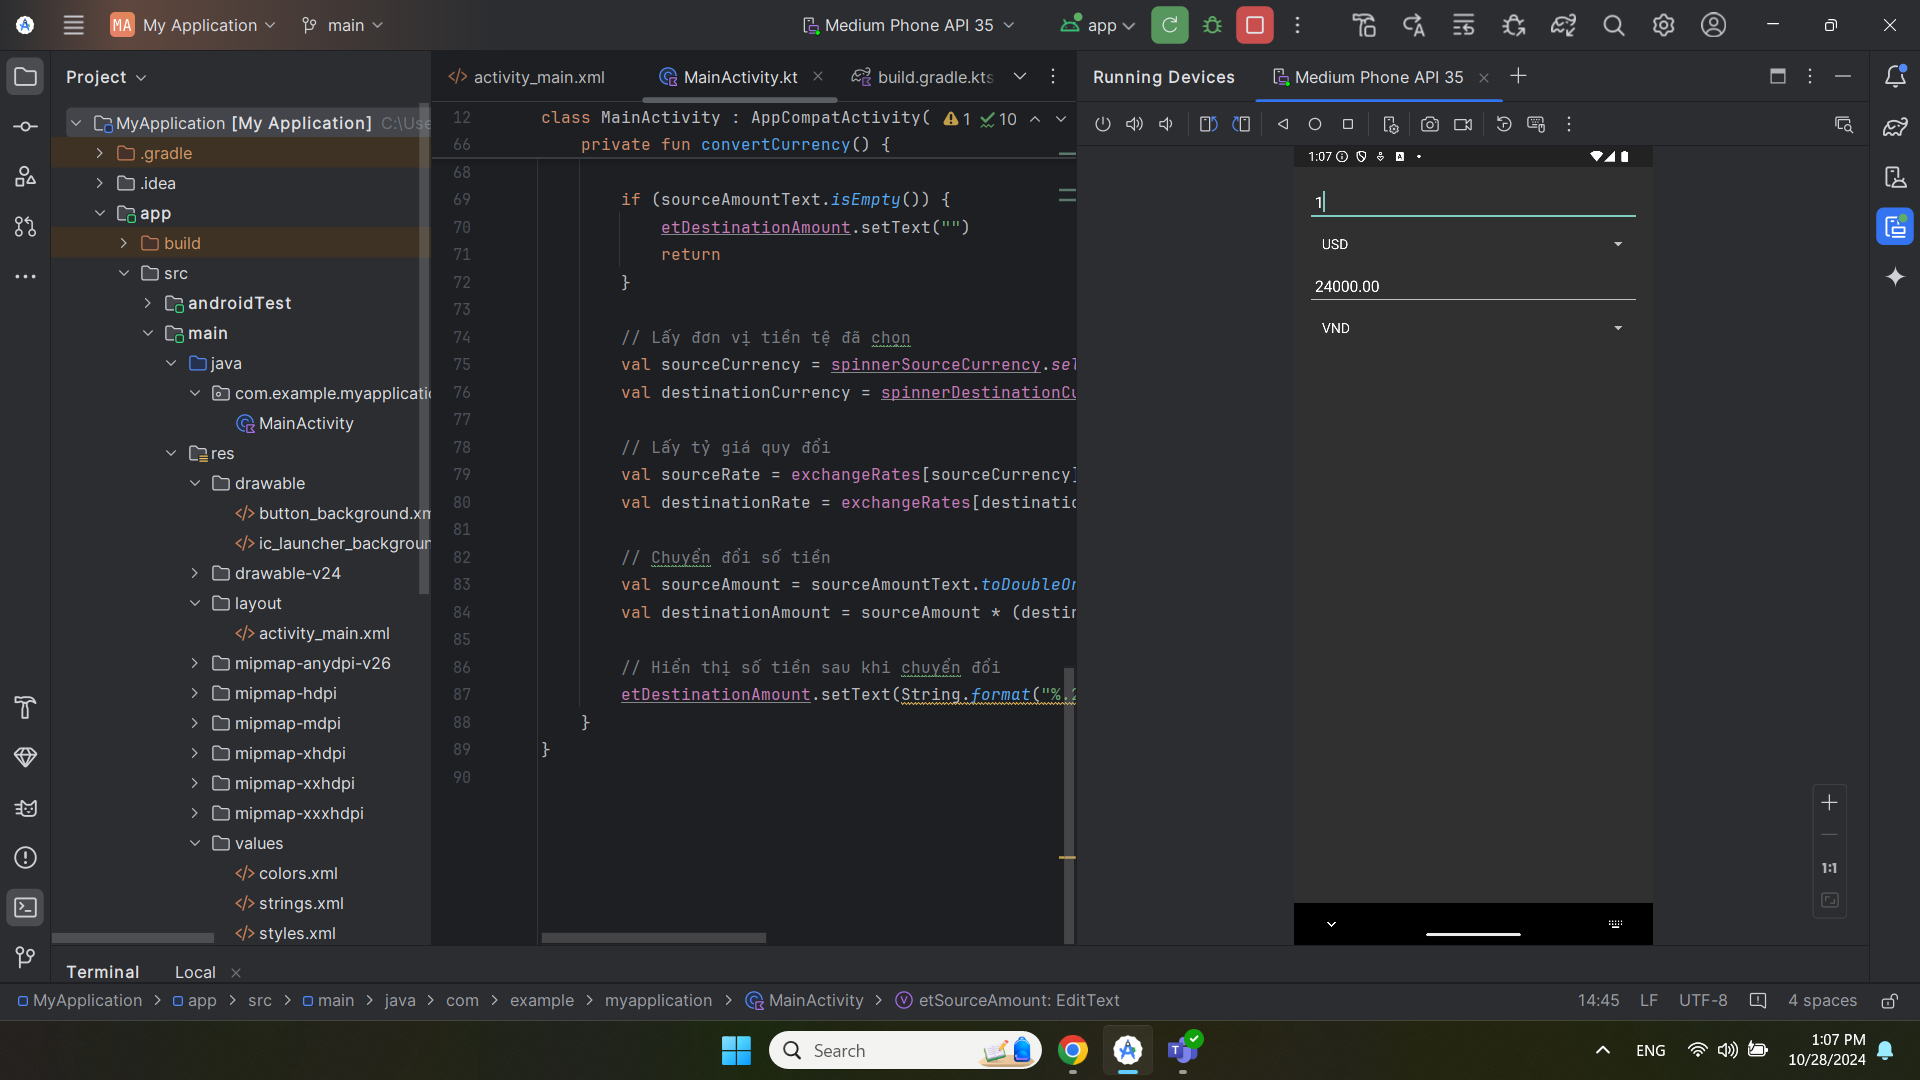 MA My Application main
Medium Phone API 35 app
Project
activity_main.xml MainActivity.kt build.gradle.kts
Running Devices Medium Phone API 35
MyApplication [My Application] C:\Use
.gradle
.idea
app
build
src
androidTest
main
java
com.example.myapplicatio
MainActivity
res
drawable
button_background.xm
ic_launcher_backgroun
drawable-v24
layout
activity_main.xml
mipmap-anydpi-v26
mipmap-hdpi
mipmap-mdpi
mipmap-xhdpi
mipmap-xxhdpi
mipmap-xxxhdpi
values
colors.xml
strings.xml
styles.xml
12 class MainActivity : AppCompatActivity( 1 10
66 private fun convertCurrency() {
68
69 if (sourceAmountText.isEmpty()) {
70 etDestinationAmount.setText("")
71 return
72 }
73
74 // Lấy đơn vị tiền tệ đã chọn
75 val sourceCurrency = spinnerSourceCurrency.sel
76 val destinationCurrency = spinnerDestinationCu
77
78 // Lấy tỷ giá quy đổi
79 val sourceRate = exchangeRates[sourceCurrency]
80 val destinationRate = exchangeRates[destinatio
81
82 // Chuyển đổi số tiền
83 val sourceAmount = sourceAmountText.toDoubleOr
84 val destinationAmount = sourceAmount * (destin
85
86 // Hiển thị số tiền sau khi chuyển đổi
87 etDestinationAmount.setText(String.format("%.2
88 }
89 }
90
1:07
1
USD
24000.00
VND
1:1
Terminal Local
MyApplication > app > src > main > java > com > example > myapplication > MainActivity > etSourceAmount: EditText
14:45 LF UTF-8 4 spaces
Search
ENG
1:07 PM
10/28/2024